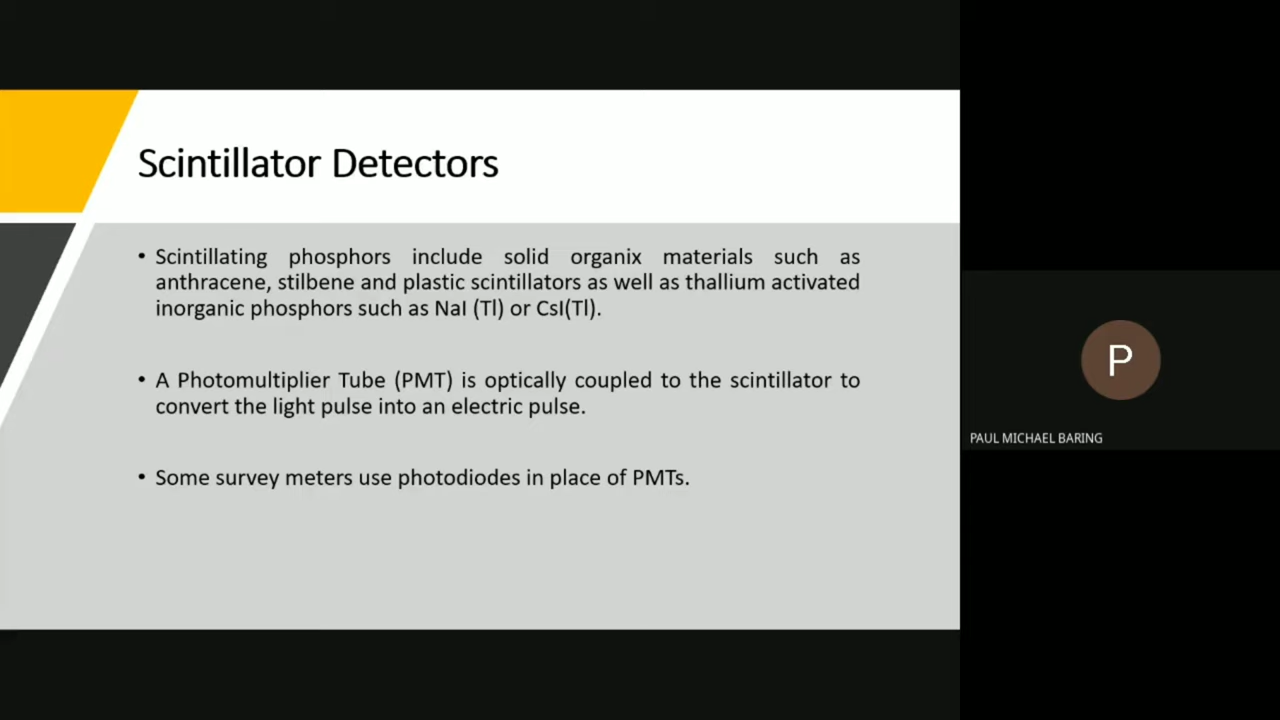 Scintillator Detectors
• Scintillating phosphors include solid organix materials such as
anthracene, stilbene and plastic scintillators as well as thallium activated
inorganic phosphors such as NaI (Tl) or CsI(Tl).
• A Photomultiplier Tube (PMT) is optically coupled to the scintillator to
convert the light pulse into an electric pulse.
• Some survey meters use photodiodes in place of PMTs.
P
PAUL MICHAEL BARING